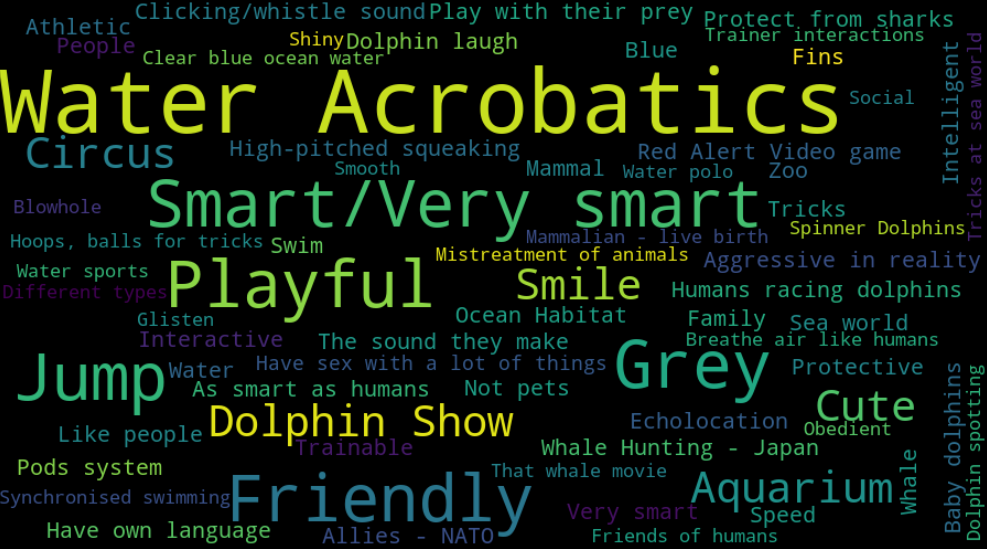 Clicking/whistle sound
Play with their prey
Protect from sharks
Athletic
Trainer interactions
People
Shiny
Dolphin laugh
Blue
Fins
Clear blue ocean water
Water Acrobatics
Social
Intelligent
Tricks at sea world
Circus
High-pitched squeaking
Red Alert Video game
Smooth
Mammal
Water polo
Zoo
Smart/Very smart
Blowhole
Tricks
Spinner Dolphins
Hoops, balls for tricks
Swim
Mammalian - live birth
Mistreatment of animals
Aggressive in reality
Water sports
Playful
Smile
Different types
Humans racing dolphins
Glisten
Ocean Habitat
Family
Sea world
Interactive
The sound they make
Breathe air like humans
Jump
Water
Have sex with a lot of things
Grey
Protective
As smart as humans
Not pets
Baby dolphins
Dolphin spotting
Dolphin Show
Cute
Echolocation
Obedient
Like people
Trainable
Whale Hunting - Japan
Pods system
That whale movie
Whale
Friendly
Aquarium
Synchronised swimming
Very smart
Speed
Have own language
Allies - NATO
Friends of humans